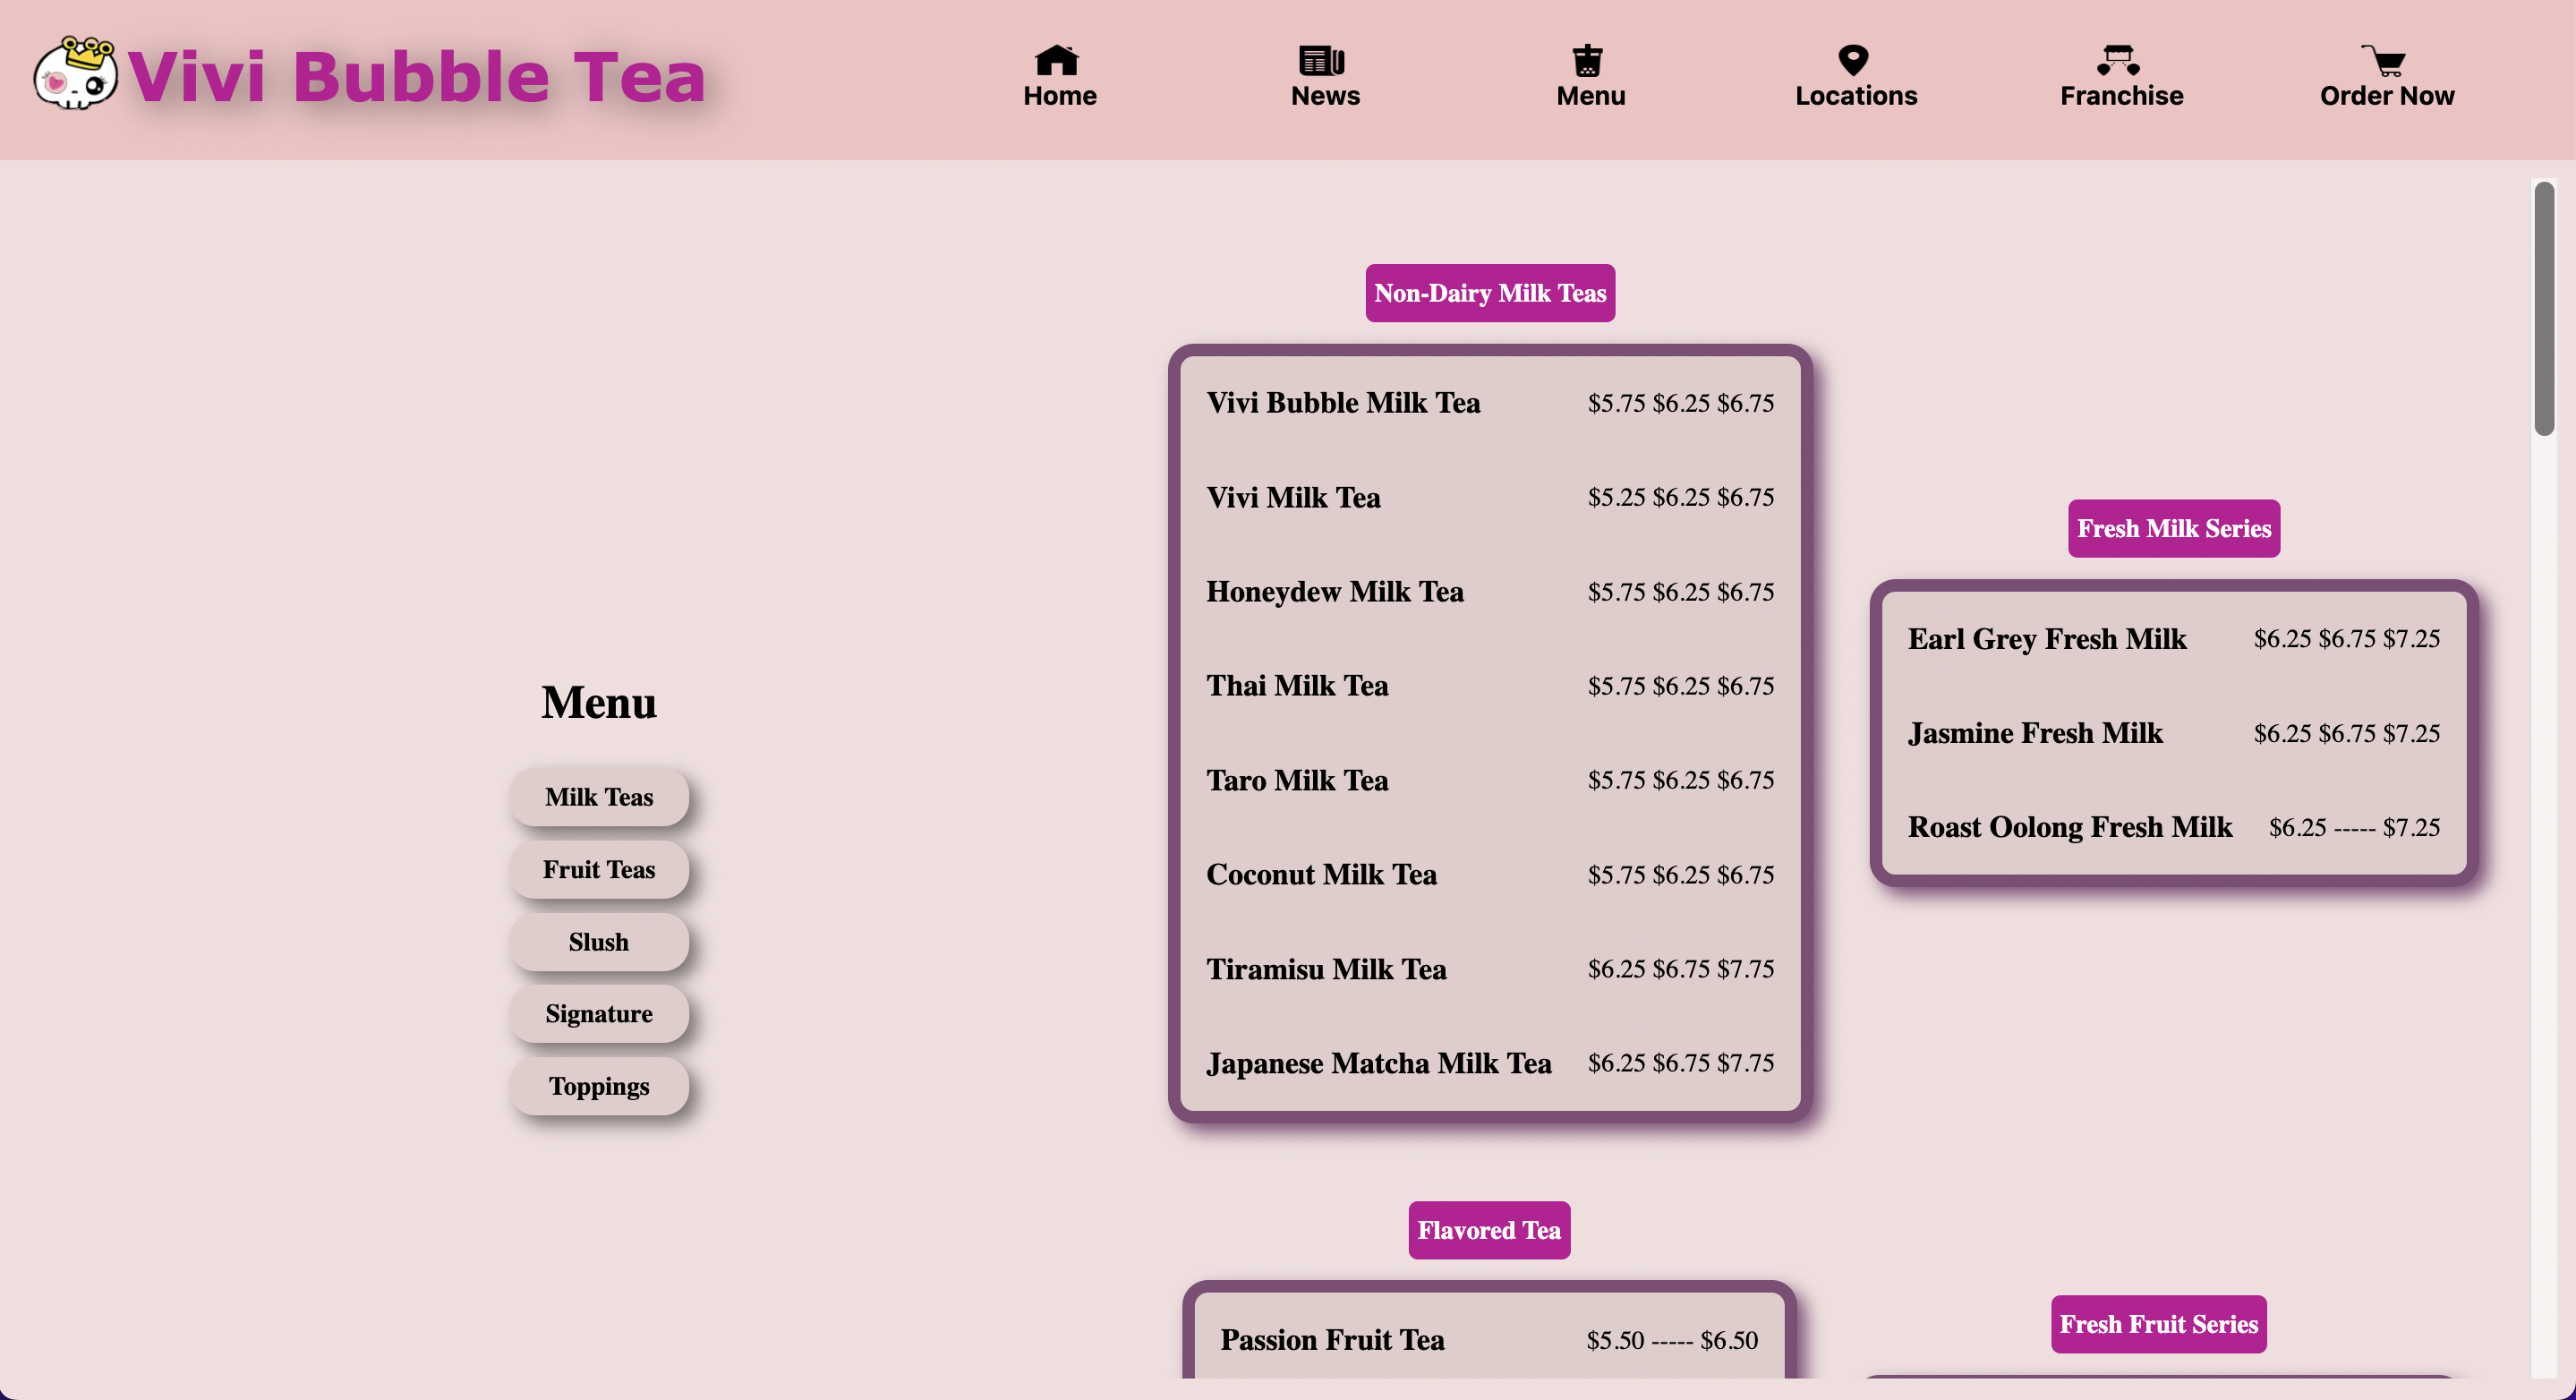 Vivi Bubble Tea
Home
News
Menu
Locations
Franchise
Order Now
Menu
Milk Teas
Fruit Teas
Slush
Signature
Toppings
Non-Dairy Milk Teas
Vivi Bubble Milk Tea $5.75 $6.25 $6.75
Vivi Milk Tea $5.25 $6.25 $6.75
Honeydew Milk Tea $5.75 $6.25 $6.75
Thai Milk Tea $5.75 $6.25 $6.75
Taro Milk Tea $5.75 $6.25 $6.75
Coconut Milk Tea $5.75 $6.25 $6.75
Tiramisu Milk Tea $6.25 $6.75 $7.75
Japanese Matcha Milk Tea $6.25 $6.75 $7.75
Fresh Milk Series
Earl Grey Fresh Milk $6.25 $6.75 $7.25
Jasmine Fresh Milk $6.25 $6.75 $7.25
Roast Oolong Fresh Milk $6.25 ----- $7.25
Flavored Tea
Passion Fruit Tea $5.50 ----- $6.50
Fresh Fruit Series